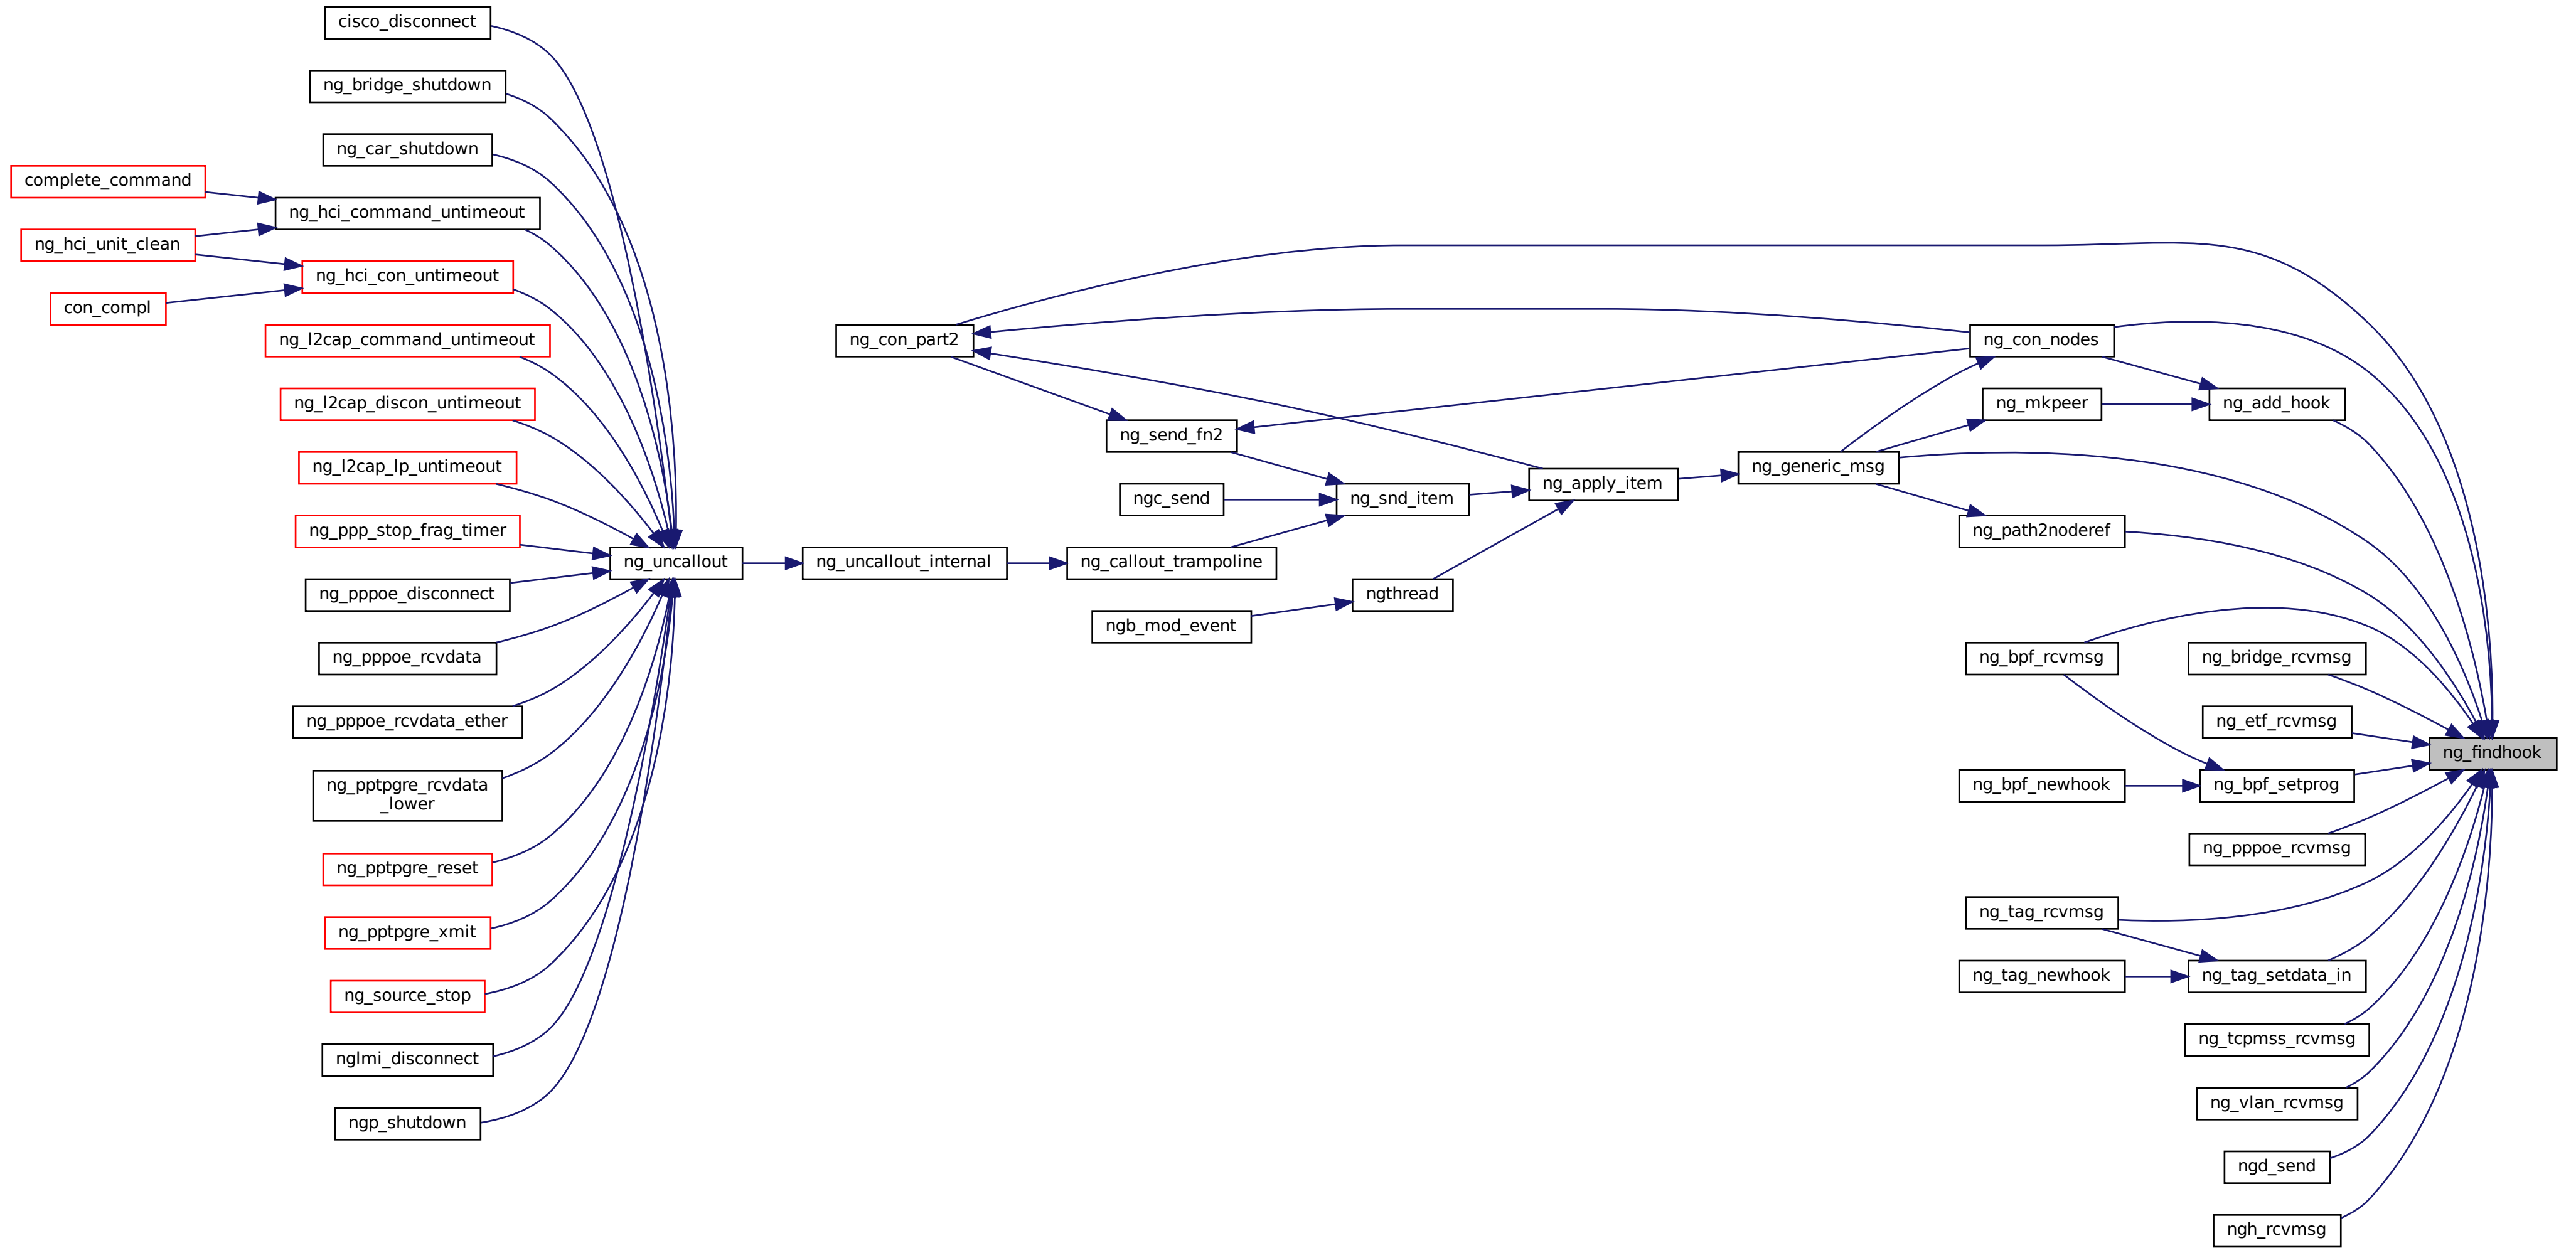 cisco_disconnect
ng_bridge_shutdown
ng_car_shutdown
complete_command
ng_hci_command_untimeout
ng_hci_unit_clean
ng_hci_con_untimeout
con_compl
ng_l2cap_command_untimeout
ng_l2cap_discon_untimeout
ng_l2cap_lp_untimeout
ng_ppp_stop_frag_timer
ng_pppoe_disconnect
ng_pppoe_rcvdata
ng_pppoe_rcvdata_ether
ng_pptpgre_rcvdata
_lower
ng_pptpgre_reset
ng_pptpgre_xmit
ng_source_stop
nglmi_disconnect
ngp_shutdown
ng_uncallout
ng_uncallout_internal
ng_con_part2
ng_send_fn2
ngc_send
ng_callout_trampoline
ngb_mod_event
ng_snd_item
ngthread
ng_apply_item
ng_generic_msg
ng_con_nodes
ng_mkpeer
ng_add_hook
ng_path2noderef
ng_bpf_rcvmsg
ng_bridge_rcvmsg
ng_etf_rcvmsg
ng_findhook
ng_bpf_newhook
ng_bpf_setprog
ng_pppoe_rcvmsg
ng_tag_rcvmsg
ng_tag_newhook
ng_tag_setdata_in
ng_tcpmss_rcvmsg
ng_vlan_rcvmsg
ngd_send
ngh_rcvmsg